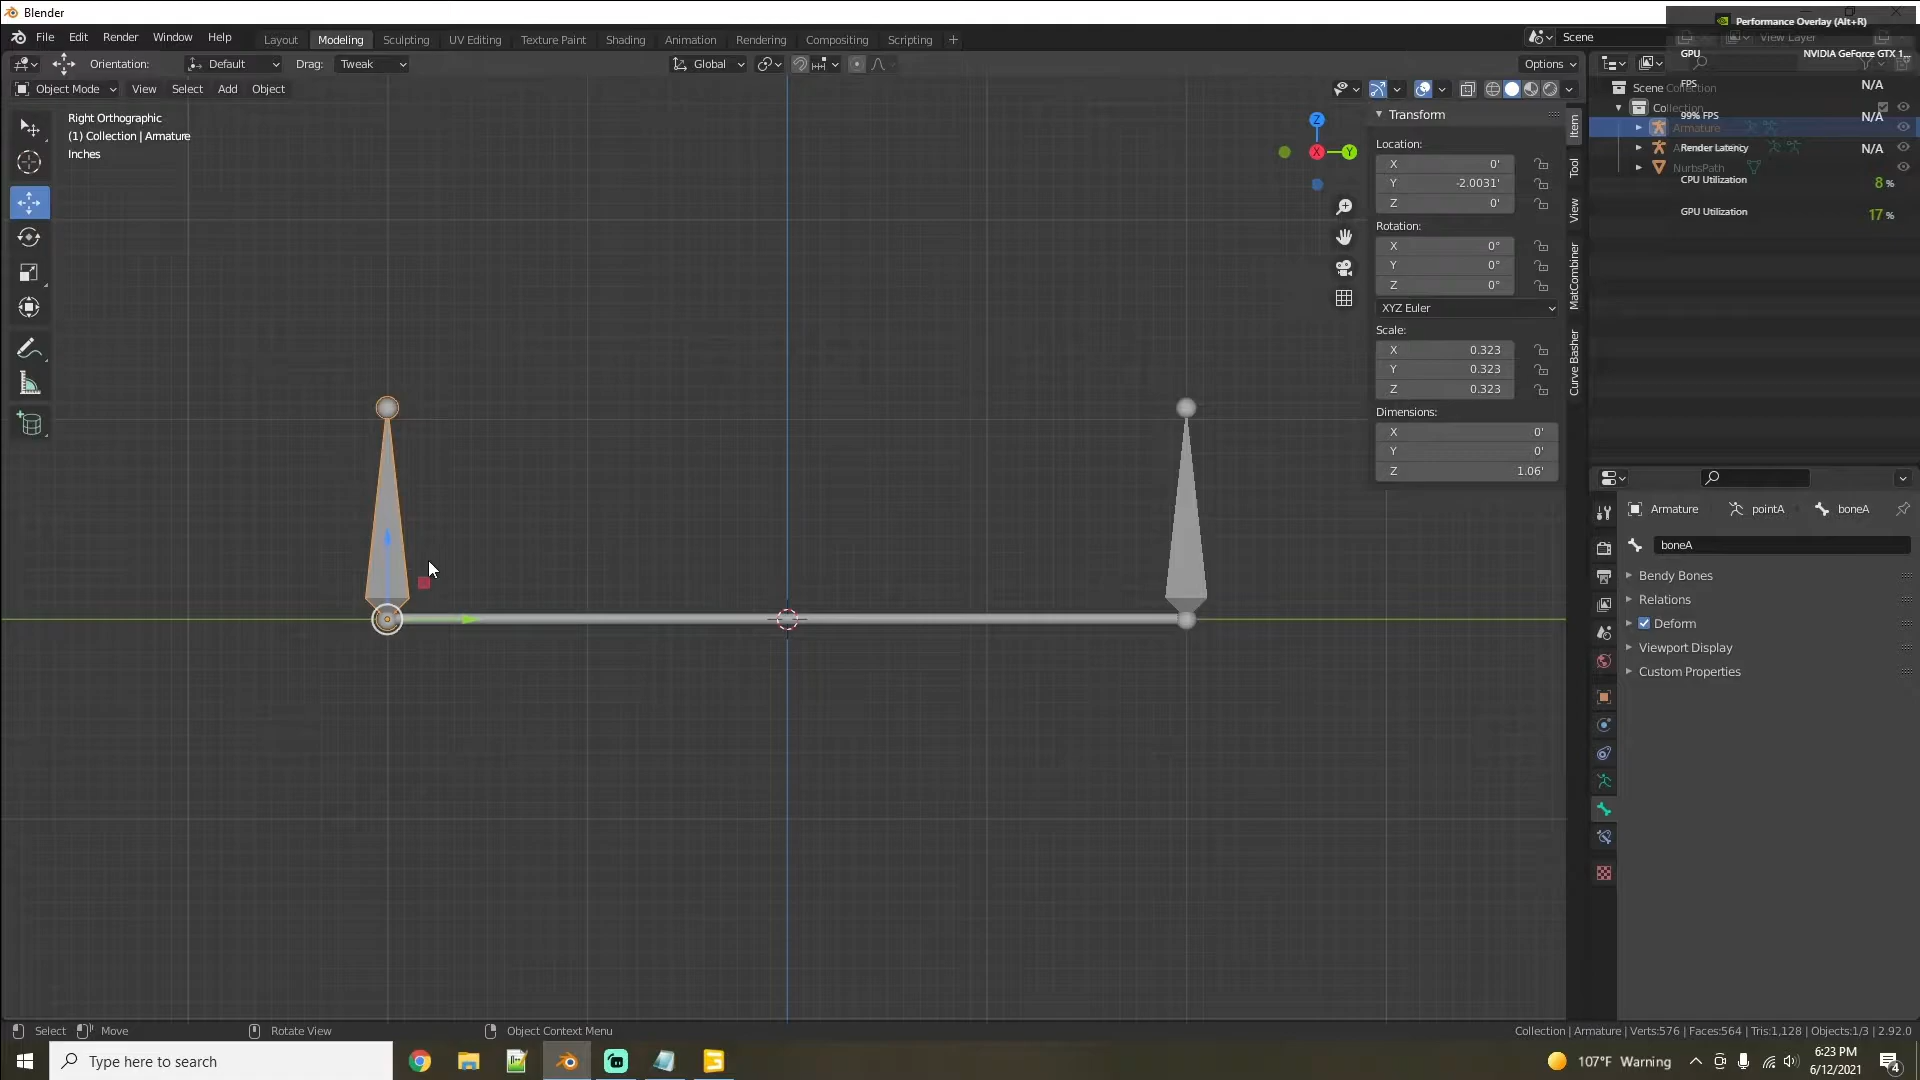 Blender
File Edit Render Window Help
Layout Modeling Sculpting UV Editing Texture Paint Shading Animation Rendering Compositing Scripting +
Scene
View Layer
Performance Overlay (Alt+R)
Orientation: Default Drag: Tweak
Global
Options
GPU NVIDIA GeForce GTX 1...
Object Mode View Select Add Object
Right Orthographic
(1) Collection | Armature
Inches
Z
X
Y
Transform
Location:
X 0'
Y -2.0031'
Z 0'
Rotation:
X 0°
Y 0°
Z 0°
XYZ Euler
Scale:
X 0.323
Y 0.323
Z 0.323
Dimensions:
X 0'
Y 0'
Z 1.06'
Item
Tool
View
MatCombiner
Curve Basher
Scene Collection
FPS N/A
Collection
99% FPS N/A
Armature
Render Latency N/A
NurbsPath
CPU Utilization 8 %
GPU Utilization 17 %
Armature pointA boneA
boneA
Bendy Bones
Relations
Deform
Viewport Display
Custom Properties
Select Move Rotate View Object Context Menu
Collection | Armature | Verts:576 | Faces:564 | Tris:1,128 | Objects:1/3 | 2.92.0
Type here to search
107°F Warning
6:23 PM
6/12/2021
4